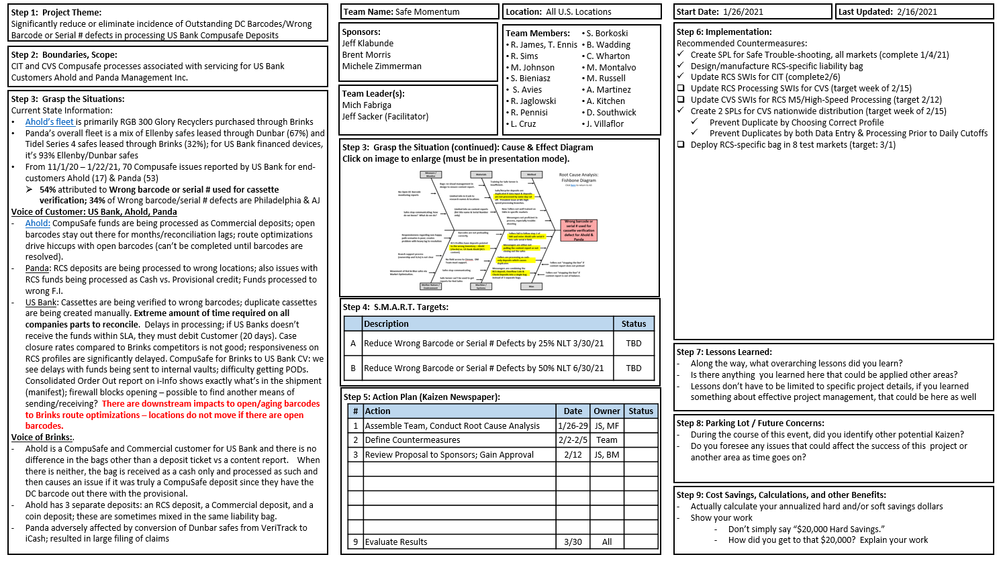 Step 1:  Project Theme:
Significantly reduce or eliminate incidence of Outstanding DC Barcodes/Wrong
Barcode or Serial # defects in processing US Bank Compusafe Deposits
Step 2:  Boundaries, Scope:
CIT and CVS Compusafe processes associated with servicing for US Bank
Customers Ahold and Panda Management Inc.
Step 3:  Grasp the Situations:
Current State Information:
• Ahold's fleet is primarily RGB 300 Glory Recyclers purchased through Brinks
• Panda's overall fleet is a mix of Ellenby safes leased through Dunbar (67%) and
Tidel Series 4 safes leased through Brinks (32%); for US Bank financed devices,
it's 93% Ellenby/Dunbar safes
• From 11/1/20 – 1/22/21, 70 Compusafe issues reported by US Bank for end-
customers Ahold (17) & Panda (53)
➢ 54% attributed to Wrong barcode or serial # used for cassette
verification; 34% of Wrong barcode/serial # defects are Philadelphia & AJ
Voice of Customer: US Bank, Ahold, Panda
- Ahold: CompuSafe funds are being processed as Commercial deposits; open
barcodes stay out there for months/reconciliation lags; route optimizations
drive hiccups with open barcodes (can't be completed until barcodes are
resolved).
- Panda: RCS deposits are being processed to wrong locations; also issues with
RCS funds being processed as Cash vs. Provisional credit; Funds processed to
wrong F.I.
- US Bank: Cassettes are being verified to wrong barcodes; duplicate cassettes
are being created manually. Extreme amount of time required on all
companies parts to reconcile.  Delays in processing; if US Banks doesn't
receive the funds within SLA, they must debit Customer (20 days). Case
closure rates compared to Brinks competitors is not good; responsiveness on
RCS profiles are significantly delayed. CompuSafe for Brinks to US Bank CV: we
see delays with funds being sent to internal vaults; difficulty getting PODs.
Consolidated Order Out report on i-Info shows exactly what's in the shipment
(manifest); firewall blocks opening – possible to find another means of
sending/receiving?  There are downstream impacts to open/aging barcodes
to Brinks route optimizations – locations do not move if there are open
barcodes.
Voice of Brinks:.
- Ahold is a CompuSafe and Commercial customer for US Bank and there is no
difference in the bags other than a deposit ticket vs a content report.    When
there is neither, the bag is received as a cash only and processed as such and
then causes an issue if it was truly a CompuSafe deposit since they have the
DC barcode out there with the provisional.
- Ahold has 3 separate deposits: an RCS deposit, a Commercial deposit, and a
coin deposit; these are sometimes mixed in the same liability bag.
- Panda adversely affected by conversion of Dunbar safes from VeriTrack to
iCash; resulted in large filing of claims
Team Name: Safe Momentum
Location:  All U.S. Locations
Sponsors:
Jeff Klabunde
Brent Morris
Michele Zimmerman
Team Leader(s):
Mich Fabriga
Jeff Sacker (Facilitator)
Team Members:
• R. James, T. Ennis
• R. Sims
• M. Johnson
• S. Bieniasz
• S. Avies
• R. Jaglowski
• R. Pennisi
• L. Cruz
• S. Borkoski
• B. Wadding
• C. Wharton
• M. Montalvo
• M. Russell
• A. Martinez
• A. Kitchen
• D. Southwick
• J. Villaflor
Step 3:  Grasp the Situation (continued): Cause & Effect Diagram
Click on image to enlarge (must be in presentation mode).
Root Cause Analysis:
Fishbone Diagram
Materials
Method
Wrong barcode or
serial # used for
cassette verification
defect for Ahold &
Panda
Man
Step 4:  S.M.A.R.T. Targets:
Description Status
A Reduce Wrong Barcode or Serial # Defects by 25% NLT 3/30/21 TBD
B Reduce Wrong Barcode or Serial # Defects by 50% NLT 6/30/21 TBD
Step 5: Action Plan (Kaizen Newspaper):
# Action Date Owner Status
1 Assemble Team, Conduct Root Cause Analysis 1/26-29 JS, MF
2 Define Countermeasures 2/2-2/5 Team
3 Review Proposal to Sponsors; Gain Approval 2/12 JS, BM
9 Evaluate Results 3/30 All
Start Date:  1/26/2021
Last Updated:  2/16/2021
Step 6: Implementation:
Recommended Countermeasures:
✓ Create SPL for Safe Trouble-shooting, all markets (complete 1/4/21)
✓ Design/manufacture RCS-specific liability bag
✓ Update RCS SWIs for CIT (complete2/6)
❑ Update RCS Processing SWIs for CVS (target week of 2/15)
❑ Update CVS SWIs for RCS M5/High-Speed Processing (target 2/12)
✓ Create 2 SPLs for CVS nationwide distribution (target week of 2/15)
✓ Prevent Duplicate by Choosing Correct Profile
✓ Prevent Duplicates by both Data Entry & Processing Prior to Daily Cutoffs
❑ Deploy RCS-specific bag in 8 test markets (target: 3/1)
Step 7: Lessons Learned:
- Along the way, what overarching lessons did you learn?
- Is there anything  you learned here that could be applied other areas?
- Lessons don't have to be limited to specific project details, if you learned
something about effective project management, that could be here as well
Step 8: Parking Lot / Future Concerns:
- During the course of this event, did you identify other potential Kaizen?
- Do you foresee any issues that could affect the success of this  project or
another area as time goes on?
Step 9: Cost Savings, Calculations, and other Benefits:
- Actually calculate your annualized hard and/or soft savings dollars
- Show your work
- Don't simply say "$20,000 Hard Savings."
- How did you get to that $20,000?  Explain your work